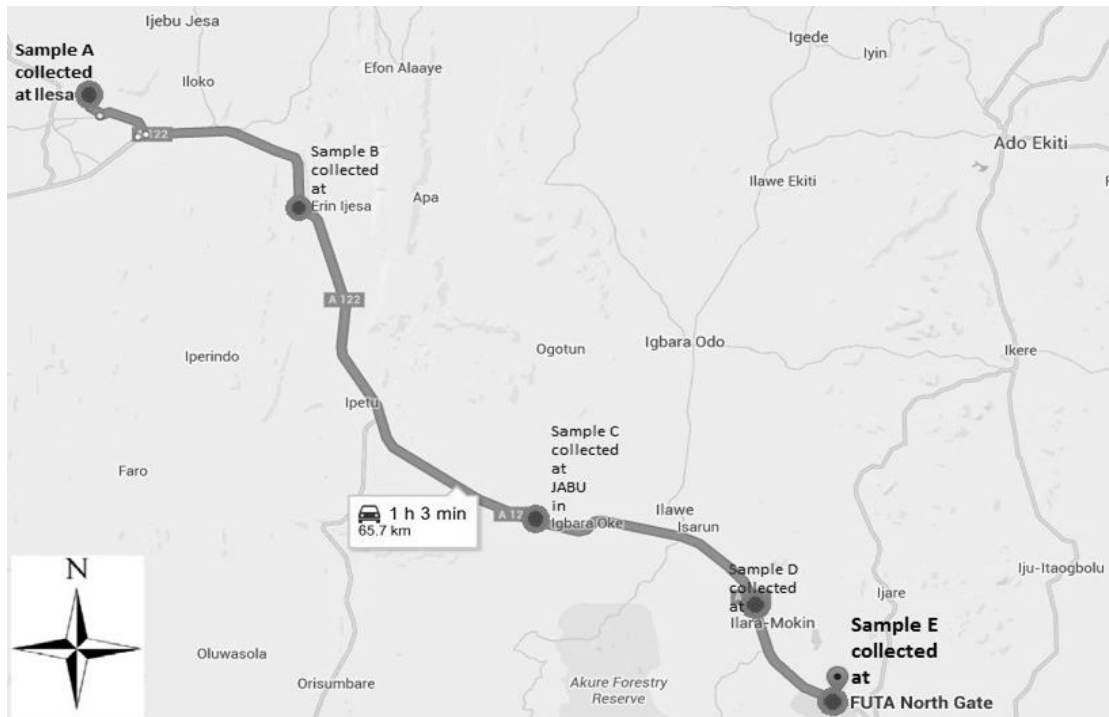 Ijebu Jesa
Sample A
collected
at Ilesa
Iloko
Efon Alaaye
Igede
Iyin
A 122
Sample B
collected
at
Erin Ijesa
Apa
Ilawe Ekiti
Ado Ekiti
A 122
Iperindo
Ogotun
Igbara Odo
Ikere
Ipetu
Sample C
collected
at
JABU
in
Igbara Oke
Faro
1 h 3 min
65.7 km
A 12
Ilawe
Isarun
Sample D
collected
at
Ilara-Mokin
Iju-Itaogbolu
Ijare
N
Sample E
collected
at
FUTA North Gate
Oluwasola
Orisumbare
Akure Forestry
Reserve